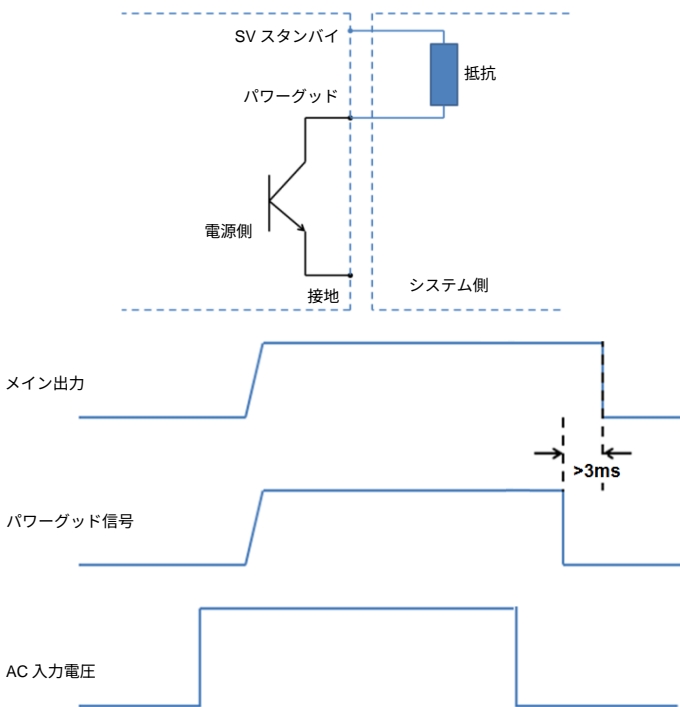 SV スタンバイ
抵抗
パワーグッド
電源側
接地
システム側
メイン出力
>3ms
パワーグッド信号
AC 入力電圧